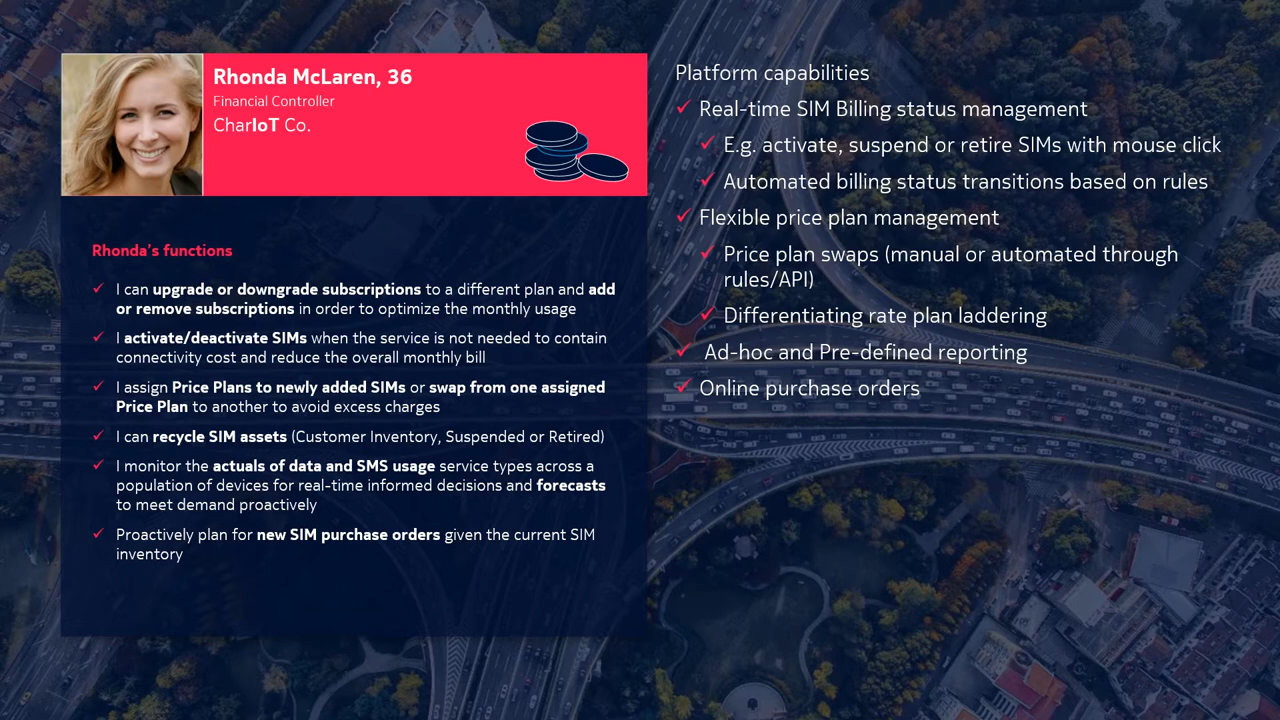 Rhonda McLaren, 36
Financial Controller
CharIoT Co.
Rhonda's functions
I can upgrade or downgrade subscriptions to a different plan and add
or remove subscriptions in order to optimize the monthly usage
I activate/deactivate SIMs when the service is not needed to contain
connectivity cost and reduce the overall monthly bill
I assign Price Plans to newly added SIMs or swap from one assigned
Price Plan to another to avoid excess charges
I can recycle SIM assets (Customer Inventory, Suspended or Retired)
I monitor the actuals of data and SMS usage service types across a
population of devices for real-time informed decisions and forecasts
to meet demand proactively
Proactively plan for new SIM purchase orders given the current SIM
inventory
Platform capabilities
Real-time SIM Billing status management
E.g. activate, suspend or retire SIMs with mouse click
Automated billing status transitions based on rules
Flexible price plan management
Price plan swaps (manual or automated through
rules/API)
Differentiating rate plan laddering
Ad-hoc and Pre-defined reporting
Online purchase orders